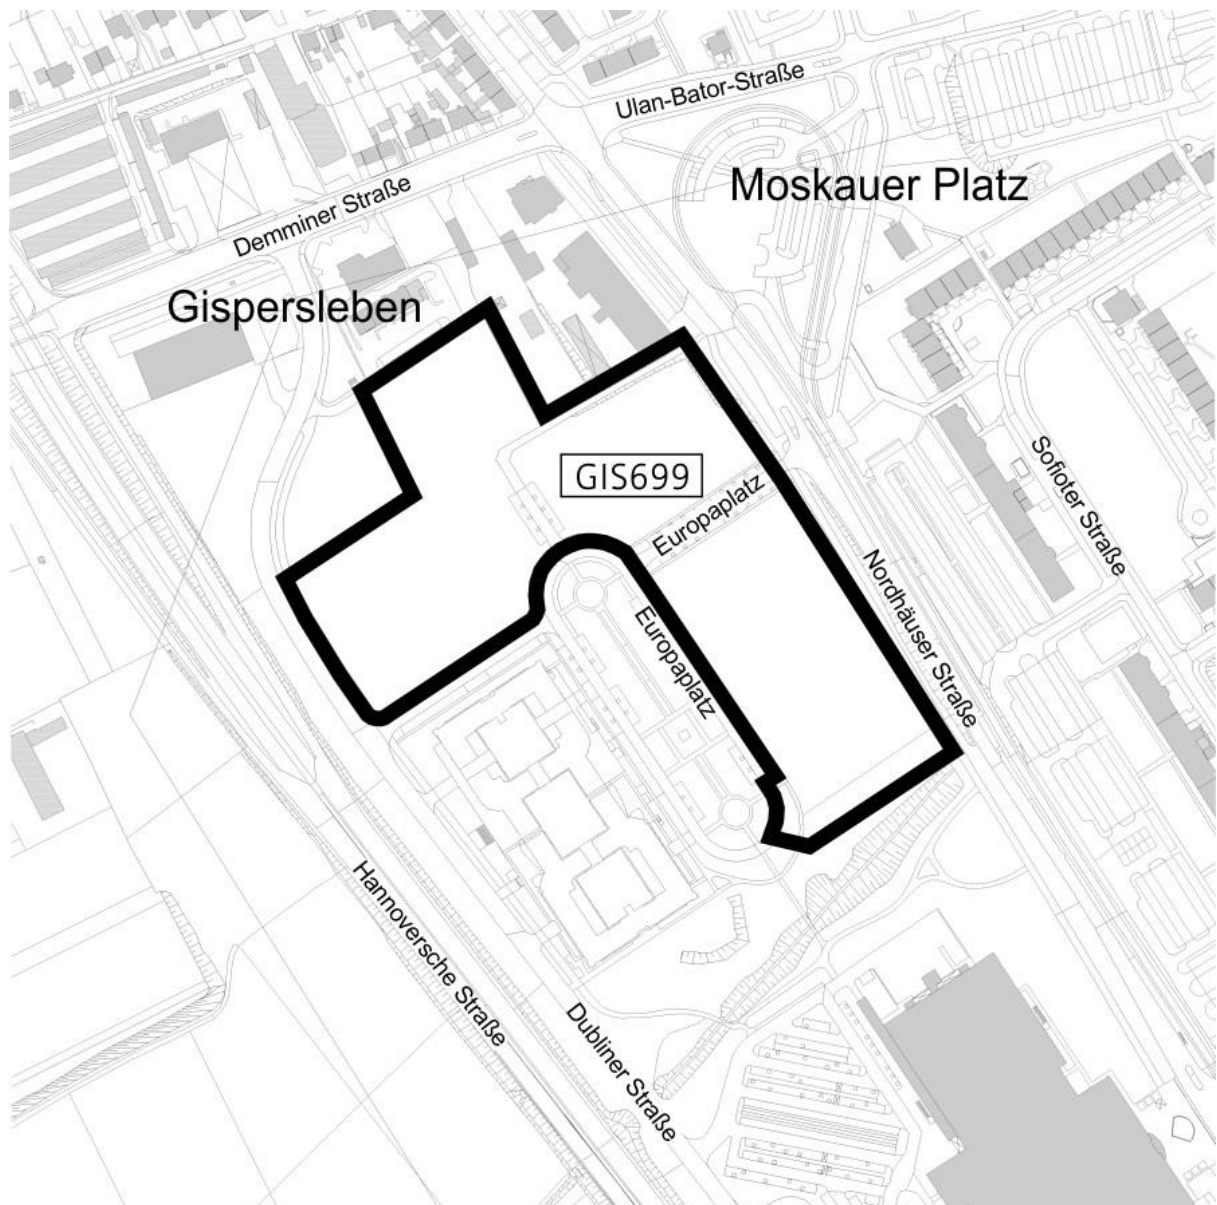 Ulan-Bator-Straße
Moskauer Platz
Demminer Straße
Gispersleben
GIS699
Europaplatz
Sofioter Straße
Nordhäuser Straße
Europaplatz
Hannoversche Straße
Dubliner Straße